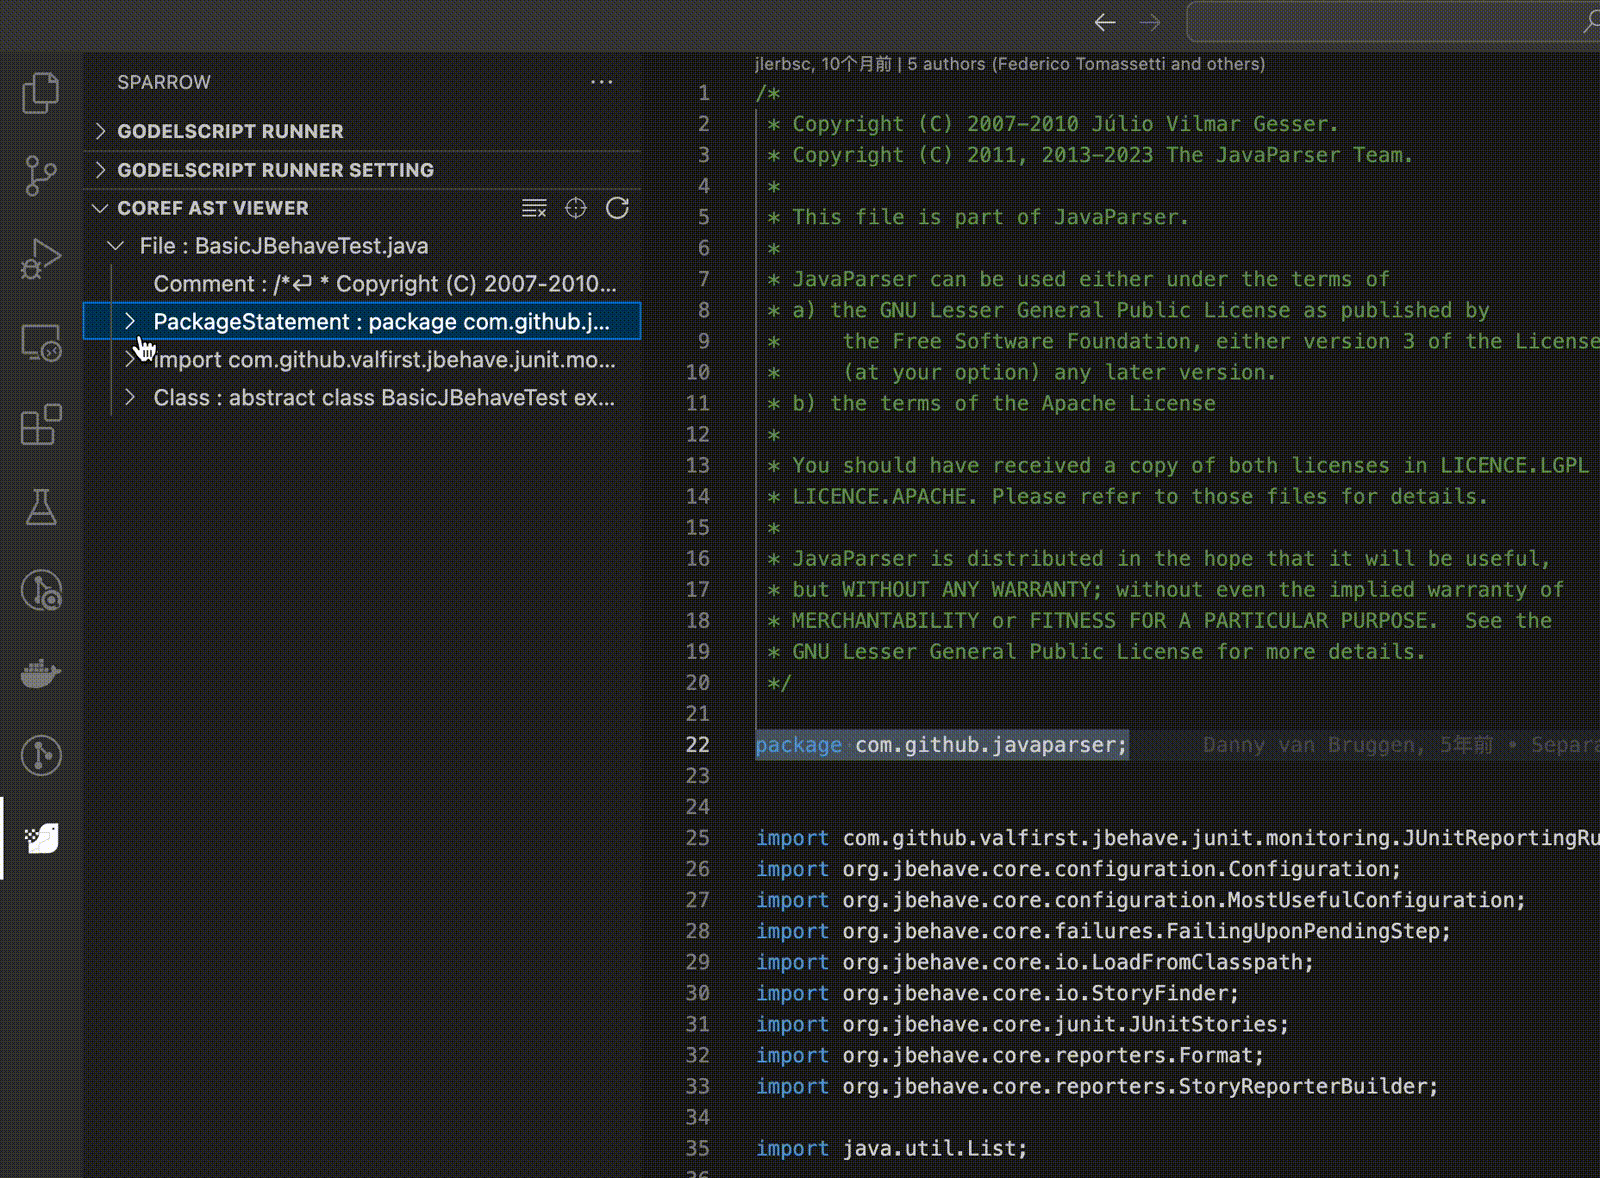 SPARROW
GODELSCRIPT RUNNER
GODELSCRIPT RUNNER SETTING
COREF AST VIEWER
File : BasicJBehaveTest.java
Comment : /*⏎ * Copyright (C) 2007-2010...
PackageStatement : package com.github.j...
import com.github.valfirst.jbehave.junit.mo...
Class : abstract class BasicJBehaveTest ex...
jlerbsc, 10个月前 | 5 authors (Federico Tomassetti and others)
1 /*
2 * Copyright (C) 2007-2010 Júlio Vilmar Gesser.
3 * Copyright (C) 2011, 2013-2023 The JavaParser Team.
4 *
5 * This file is part of JavaParser.
6 *
7 * JavaParser can be used either under the terms of
8 * a) the GNU Lesser General Public License as published by
9 * the Free Software Foundation, either version 3 of the License
10 * (at your option) any later version.
11 * b) the terms of the Apache License
12 *
13 * You should have received a copy of both licenses in LICENCE.LGPL
14 * LICENCE.APACHE. Please refer to those files for details.
15 *
16 * JavaParser is distributed in the hope that it will be useful,
17 * but WITHOUT ANY WARRANTY; without even the implied warranty of
18 * MERCHANTABILITY or FITNESS FOR A PARTICULAR PURPOSE.  See the
19 * GNU Lesser General Public License for more details.
20 */
21
22 package com.github.javaparser; Danny van Bruggen, 5年前 • Separa
23
24
25 import com.github.valfirst.jbehave.junit.monitoring.JUnitReportingRu
26 import org.jbehave.core.configuration.Configuration;
27 import org.jbehave.core.configuration.MostUsefulConfiguration;
28 import org.jbehave.core.failures.FailingUponPendingStep;
29 import org.jbehave.core.io.LoadFromClasspath;
30 import org.jbehave.core.io.StoryFinder;
31 import org.jbehave.core.junit.JUnitStories;
32 import org.jbehave.core.reporters.Format;
33 import org.jbehave.core.reporters.StoryReporterBuilder;
34
35 import java.util.List;